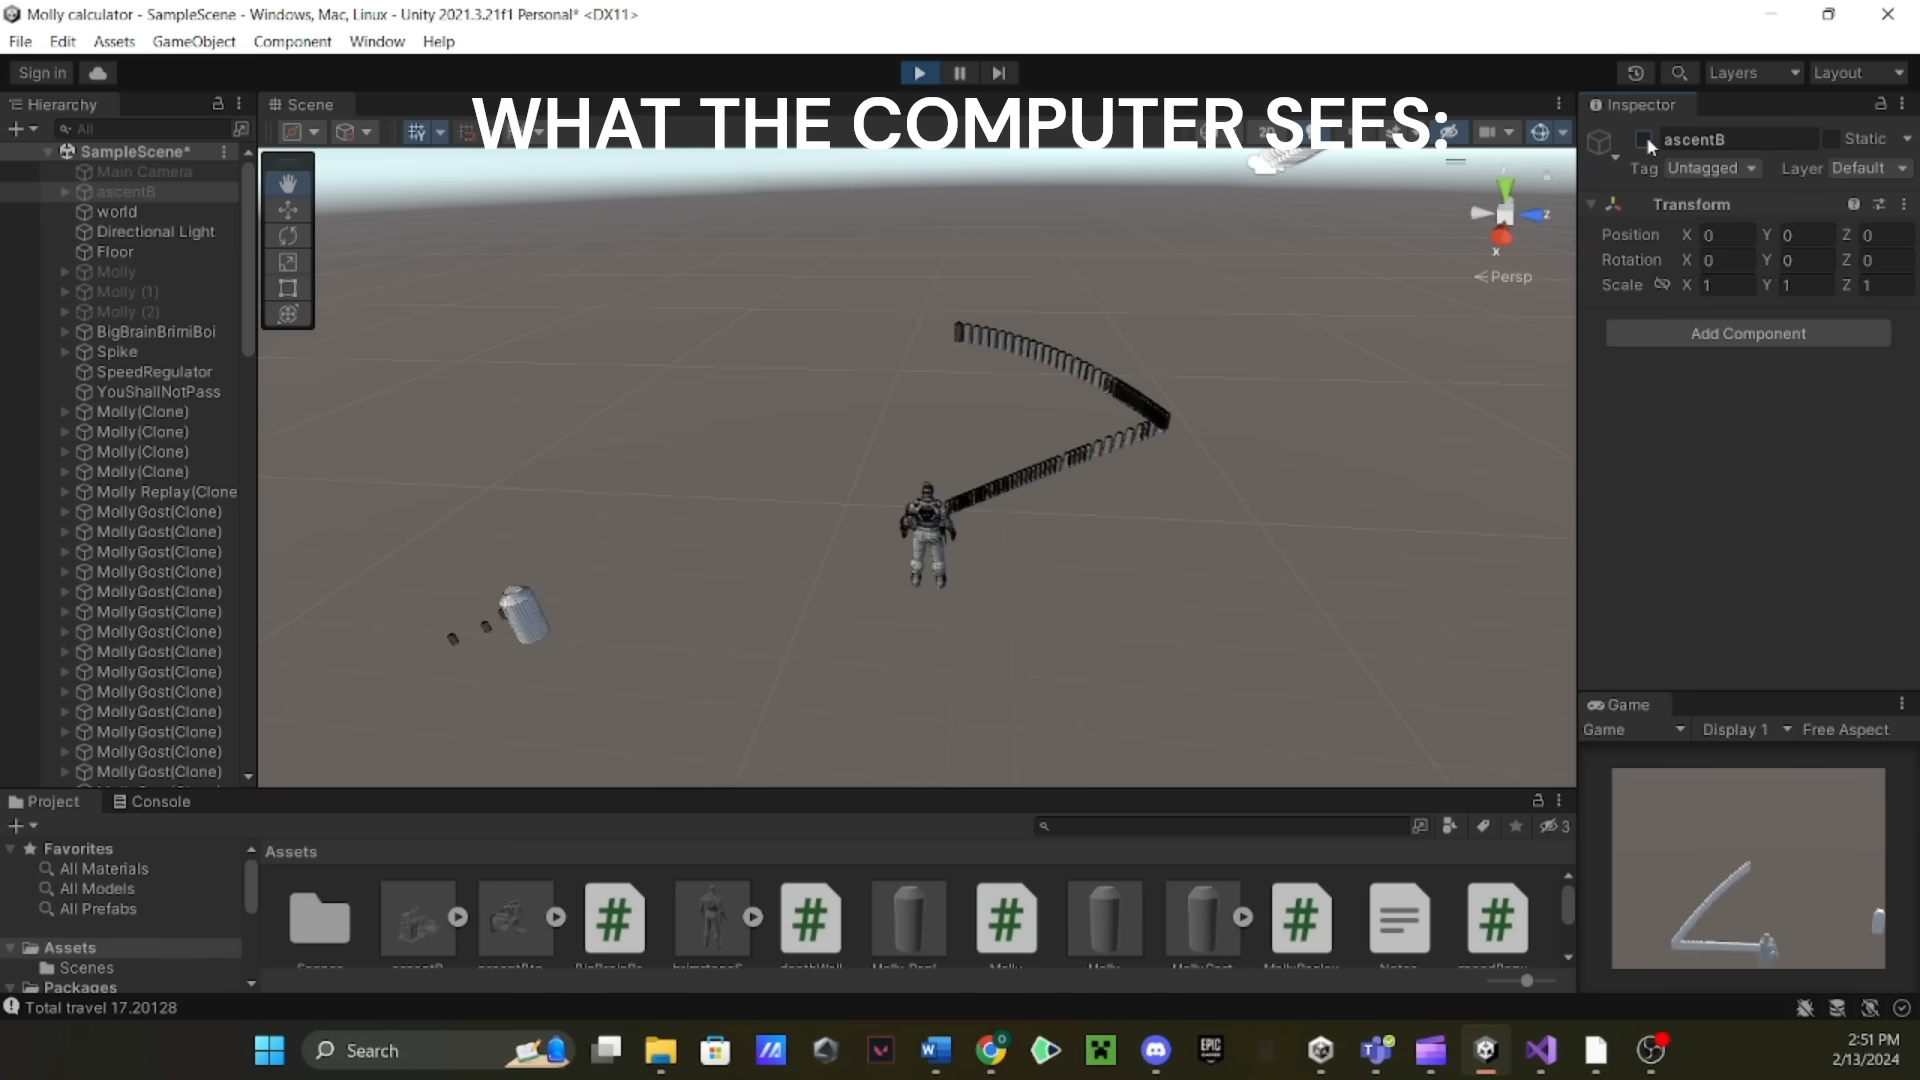 Molly calculator - SampleScene - Windows, Mac, Linux - Unity 2021.3.21f1 Personal* <DX11>
File Edit Assets GameObject Component Window Help
Sign in
Layers
Layout
Hierarchy
Scene
Inspector
WHAT THE COMPUTER SEES:
All
2D
SampleScene*
Main Camera
ascentB
world
Directional Light
Floor
Molly
Molly (1)
Molly (2)
BigBrainBrimiBoi
Spike
SpeedRegulator
YouShallNotPass
Molly(Clone)
Molly(Clone)
Molly(Clone)
Molly(Clone)
Molly Replay(Clone
MollyGost(Clone)
MollyGost(Clone)
MollyGost(Clone)
MollyGost(Clone)
MollyGost(Clone)
MollyGost(Clone)
MollyGost(Clone)
MollyGost(Clone)
MollyGost(Clone)
MollyGost(Clone)
MollyGost(Clone)
MollyGost(Clone)
MollyGost(Clone)
MollyGost(Clone)
z
x
Persp
ascentB
Static
Tag Untagged Layer Default
Transform
Position X 0 Y 0 Z 0
Rotation X 0 Y 0 Z 0
Scale X 1 Y 1 Z 1
Add Component
Game
Game Display 1 Free Aspect
Project Console
3
Favorites
All Materials
All Models
All Prefabs
Assets
Scenes
Packages
Assets
Total travel 17.20128
Search
EPIC
2:51 PM
2/13/2024